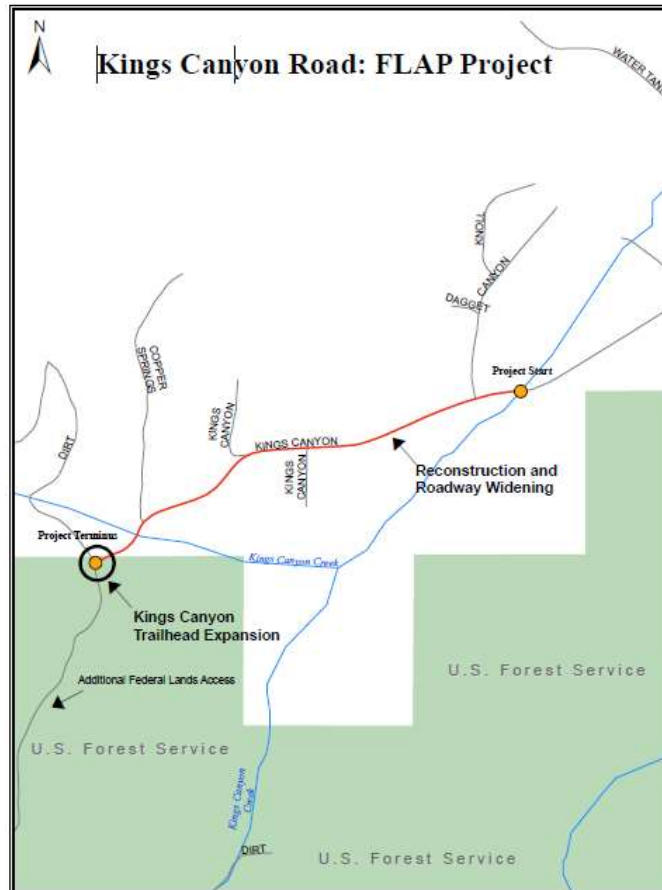 N
Kings Canyon Road: FLAP Project
KNOLL
CANYON
DAGGET
COPPER
SPRINGS
Project Start
KINGS
CANYON
KINGS CANYON
KINGS
CANYON
DIRT
Reconstruction and
Roadway Widening
Project Terminus
Kings Canyon Creek
Kings Canyon
Trailhead Expansion
Additional Federal Lands Access
U.S. Forest Service
U.S. Forest Service
Kings Canyon
Creek
DIRT
U.S. Forest Service